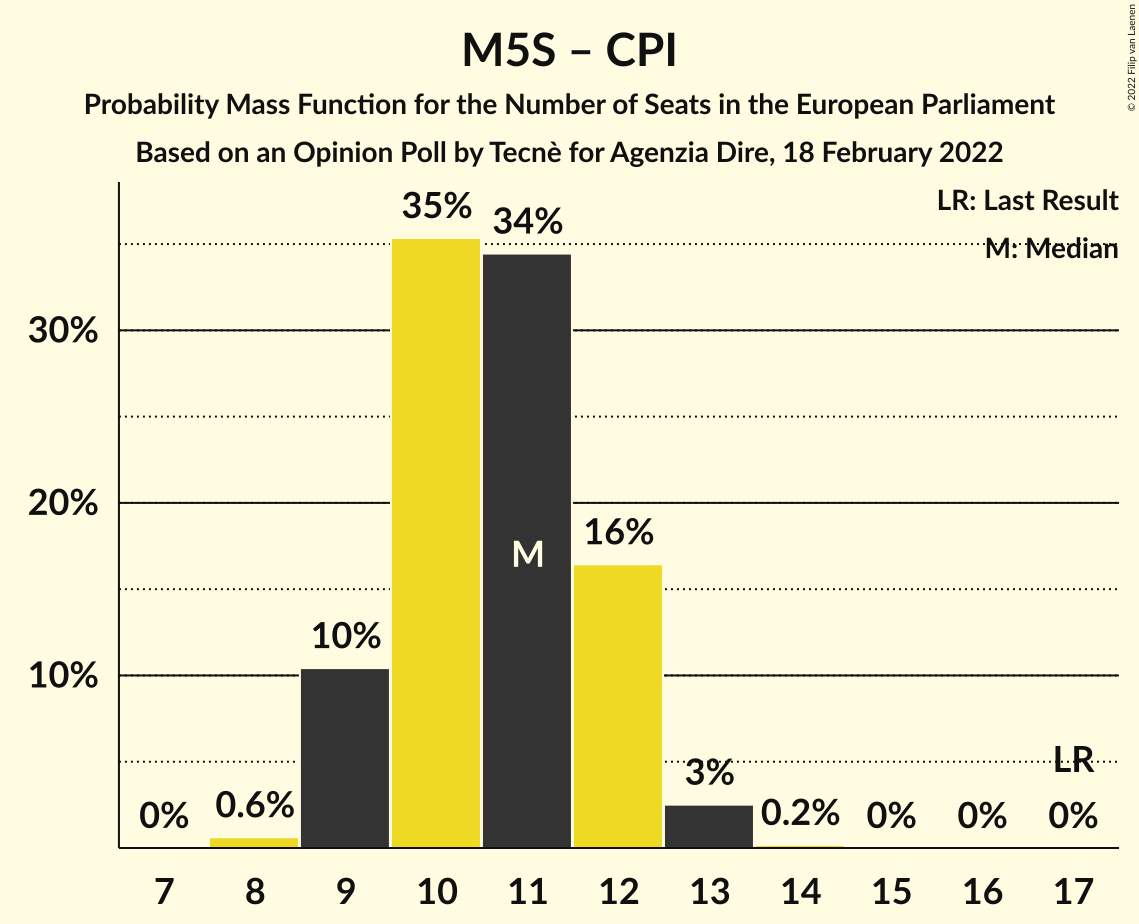 M5S – CPI
Probability Mass Function for the Number of Seats in the European Parliament
Based on an Opinion Poll by Tecnè for Agenzia Dire, 18 February 2022
© 2022 Filip van Laenen
LR: Last Result
M: Median
35%
34%
30%
20%
16%
M
10%
10%
LR
3%
0%
0.6%
0.2%
0%
0%
0%
7 8 9 10 11 12 13 14 15 16 17